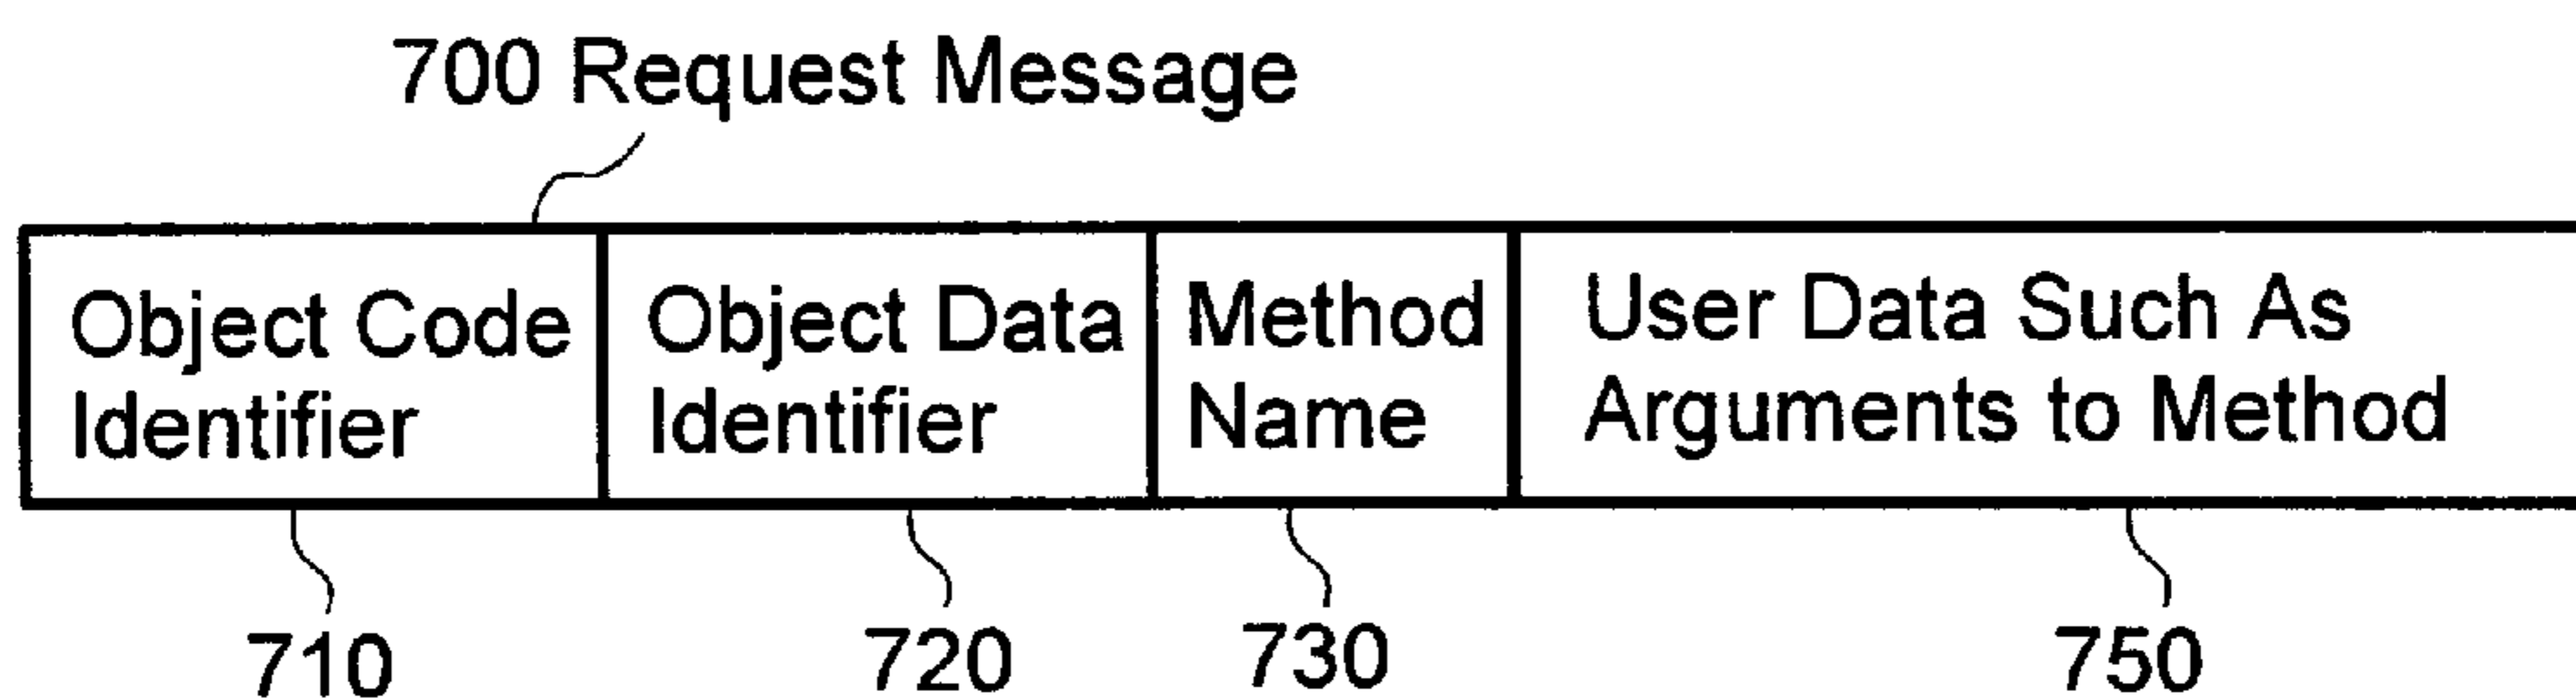 700 Request Message
Object Code
Identifier
Object Data
Identifier
Method
Name
User Data Such As
Arguments to Method
710
720
730
750